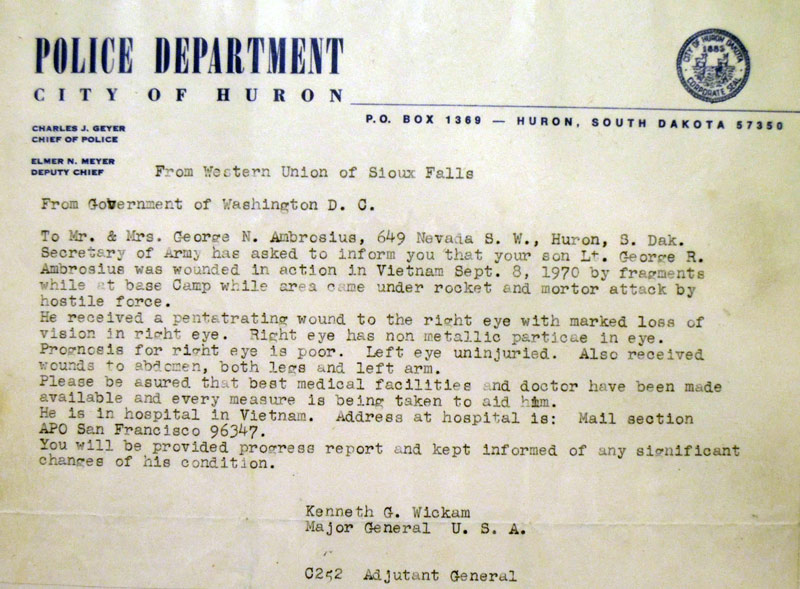 POLICE DEPARTMENT
CITY OF HURON
CITY OF HURON DAKOTA
1883
CORPORATE SEAL
P.O. BOX 1369 — HURON, SOUTH DAKOTA 57350
CHARLES J. GEYER
CHIEF OF POLICE
ELMER N. MEYER
DEPUTY CHIEF
From Western Union of Sioux Falls
From Government of Washington D. C.
To Mr. & Mrs. George N. Ambrosius, 649 Nevada S. W., Huron, S. Dak.
Secretary of Army has asked to inform you that your son Lt. George R.
Ambrosius was wounded in action in Vietnam Sept. 8, 1970 by fragments
while at base Camp while area came under rocket and mortor attack by
hostile force.
He received a pentatrating wound to the right eye with marked loss of
vision in right eye. Right eye has non metallic particae in eye.
Prognosis for right eye is poor. Left eye uninjuried. Also received
wounds to abdomen, both legs and left arm.
Please be asured that best medical facilities and doctor have been made
available and every measure is being taken to aid him.
He is in hospital in Vietnam. Address at hospital is: Mail section
APO San Francisco 96347.
You will be provided progress report and kept informed of any significant
changes of his condition.
Kenneth G. Wickam
Major General U. S. A.
C252 Adjutant General